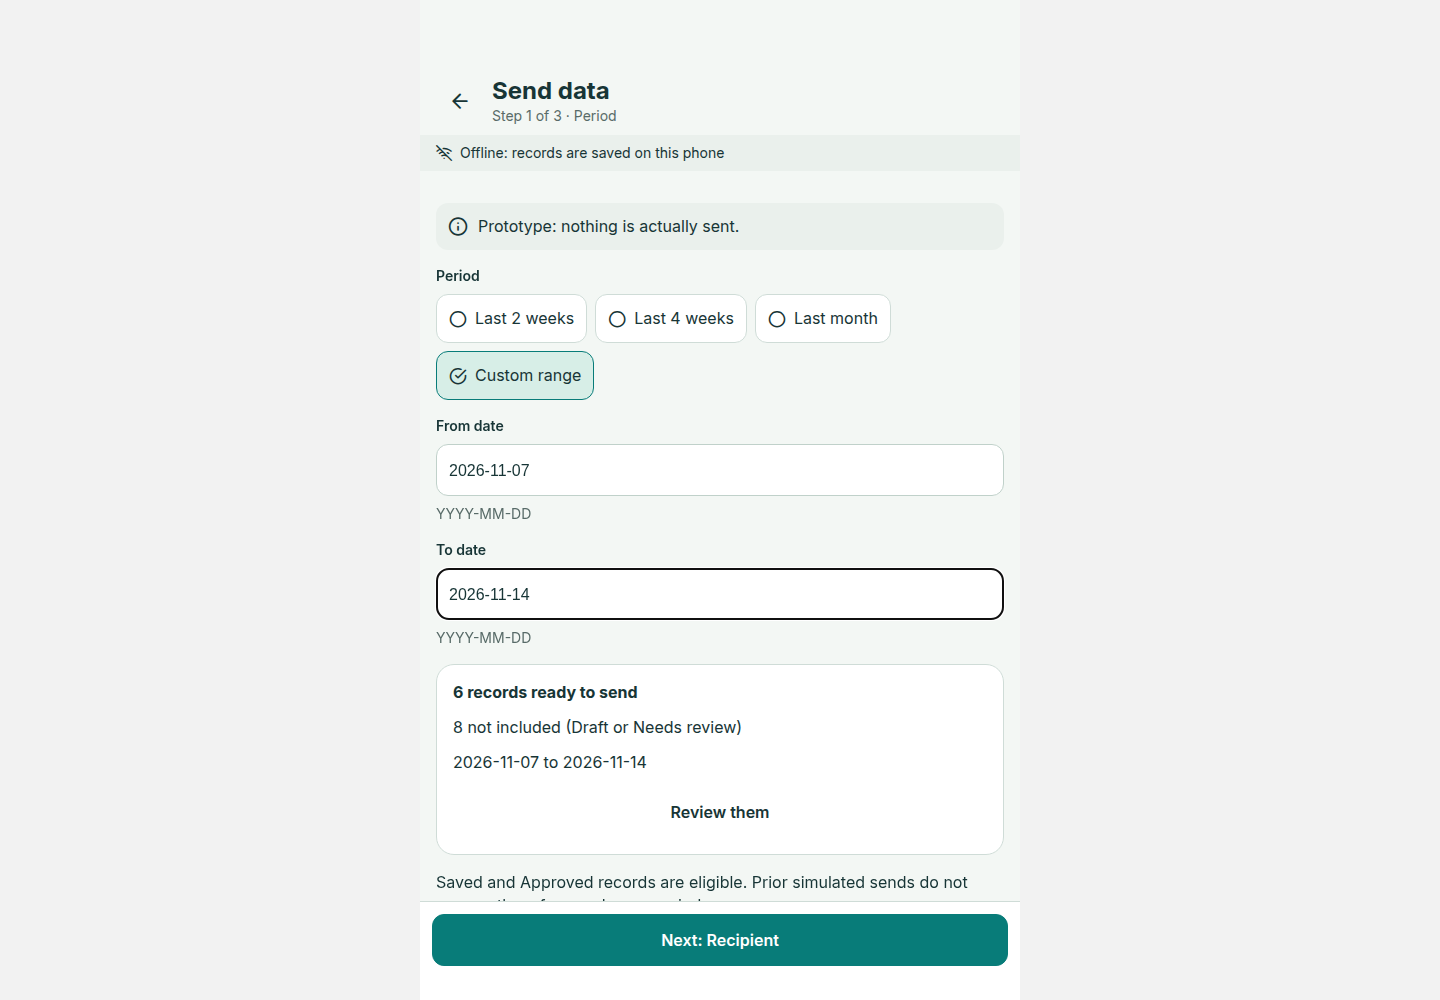 Send data
Step 1 of 3 · Period
Offline: records are saved on this phone
Prototype: nothing is actually sent.
Period
Last 2 weeks
Last 4 weeks
Last month
Custom range
From date
2026-11-07
YYYY-MM-DD
To date
2026-11-14
YYYY-MM-DD
6 records ready to send
8 not included (Draft or Needs review)
2026-11-07 to 2026-11-14
Review them
Saved and Approved records are eligible. Prior simulated sends do not
Next: Recipient